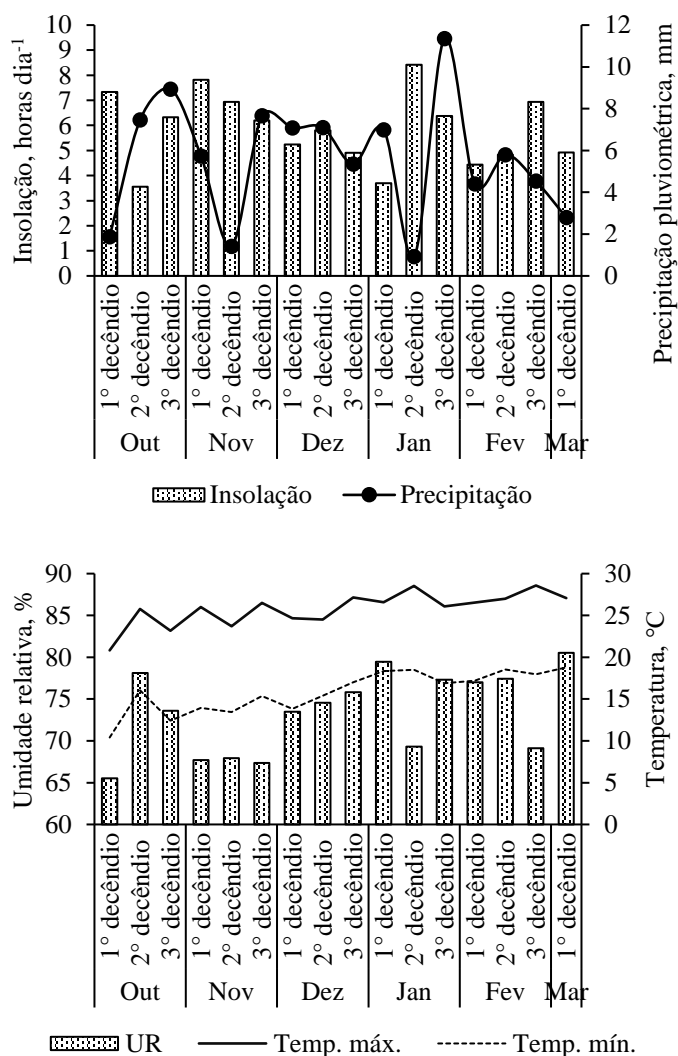 Insolação, horas dia-1
10
9
8
7
6
5
4
3
2
1
0
12
10
8
6
4
2
0
Precipitação pluviométrica, mm
1° decêndio
2° decêndio
3° decêndio
1° decêndio
2° decêndio
3° decêndio
1° decêndio
2° decêndio
3° decêndio
1° decêndio
2° decêndio
3° decêndio
1° decêndio
2° decêndio
3° decêndio
1° decêndio
Out Nov Dez Jan Fev Mar
Insolação Precipitação
Umidade relativa, %
90
85
80
75
70
65
60
30
25
20
15
10
5
0
Temperatura, °C
1° decêndio
2° decêndio
3° decêndio
1° decêndio
2° decêndio
3° decêndio
1° decêndio
2° decêndio
3° decêndio
1° decêndio
2° decêndio
3° decêndio
1° decêndio
2° decêndio
3° decêndio
1° decêndio
Out Nov Dez Jan Fev Mar
UR Temp. máx. Temp. mín.